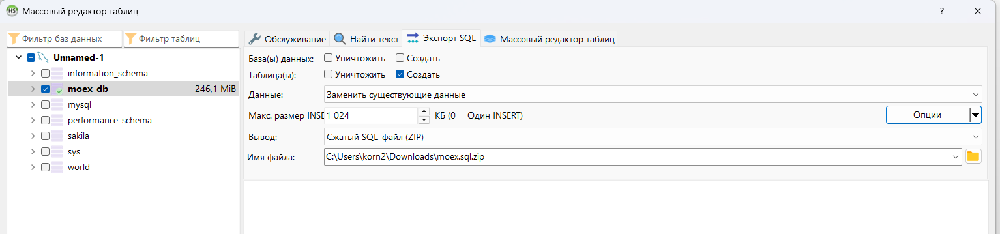 HS Массовый редактор таблиц ?
Фильтр баз данных Фильтр таблиц
Обслуживание Найти текст Экспорт SQL Массовый редактор таблиц
Unnamed-1
information_schema
moex_db 246,1 MiB
mysql
performance_schema
sakila
sys
world
База(ы) данных: Уничтожить Создать
Таблица(ы): Уничтожить Создать
Данные: Заменить существующие данные
Макс. размер INSE 1 024 КБ (0 = Один INSERT) Опции
Вывод: Сжатый SQL-файл (ZIP)
Имя файла: C:\Users\korn2\Downloads\moex.sql.zip